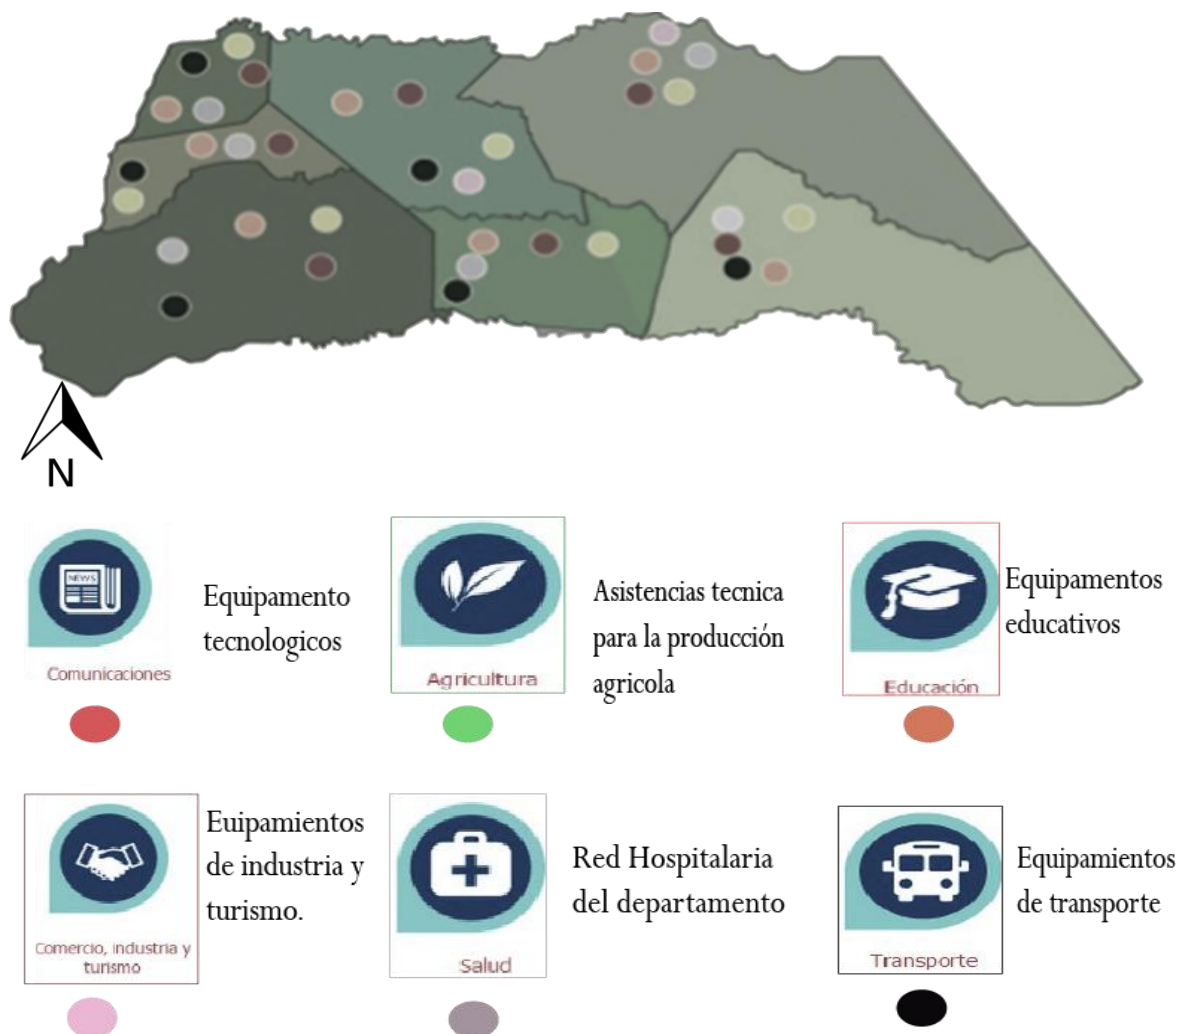 N
NEWS
Comunicaciones
Equipamento
tecnologicos
Agricultura
Asistencias tecnica
para la producción
agricola
Educación
Equipamentos
educativos
Comercio, industria y
turismo
Euipamientos
de industria y
turismo.
Salud
Red Hospitalaria
del departamento
Transporte
Equipamientos
de transporte